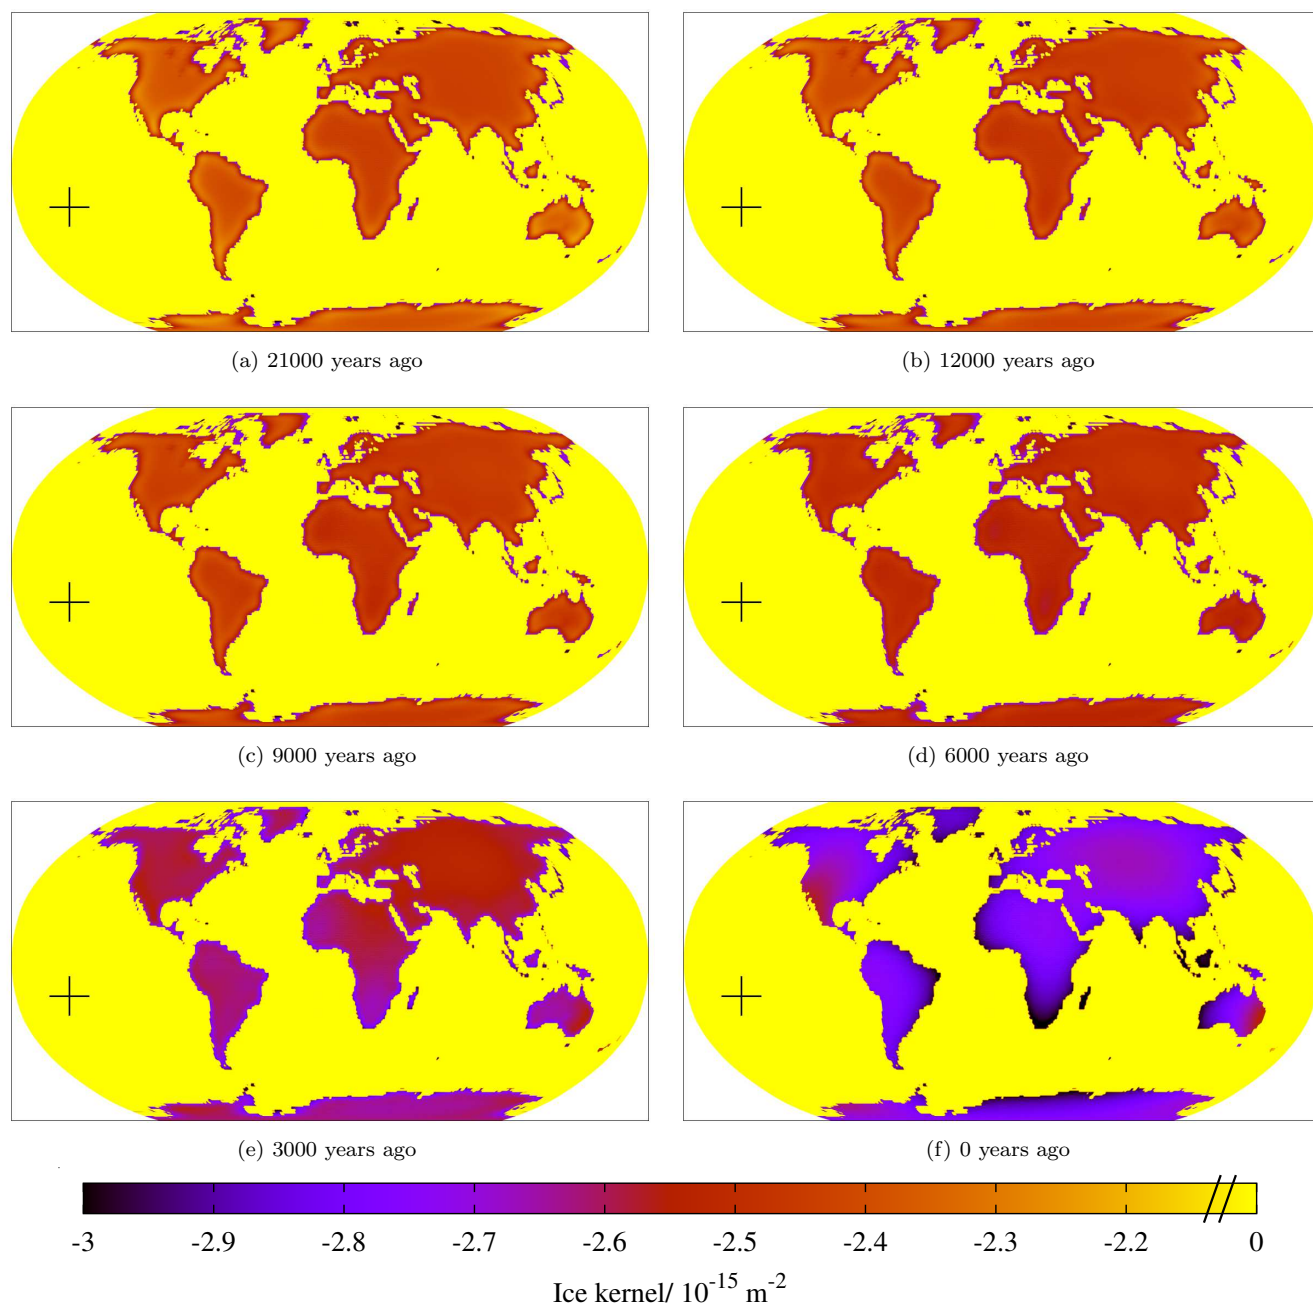 (a) 21000 years ago
(b) 12000 years ago
(c) 9000 years ago
(d) 6000 years ago
(e) 3000 years ago
(f) 0 years ago
-3 -2.9 -2.8 -2.7 -2.6 -2.5 -2.4 -2.3 -2.2 0
Ice kernel/ 10⁻¹⁵ m⁻²